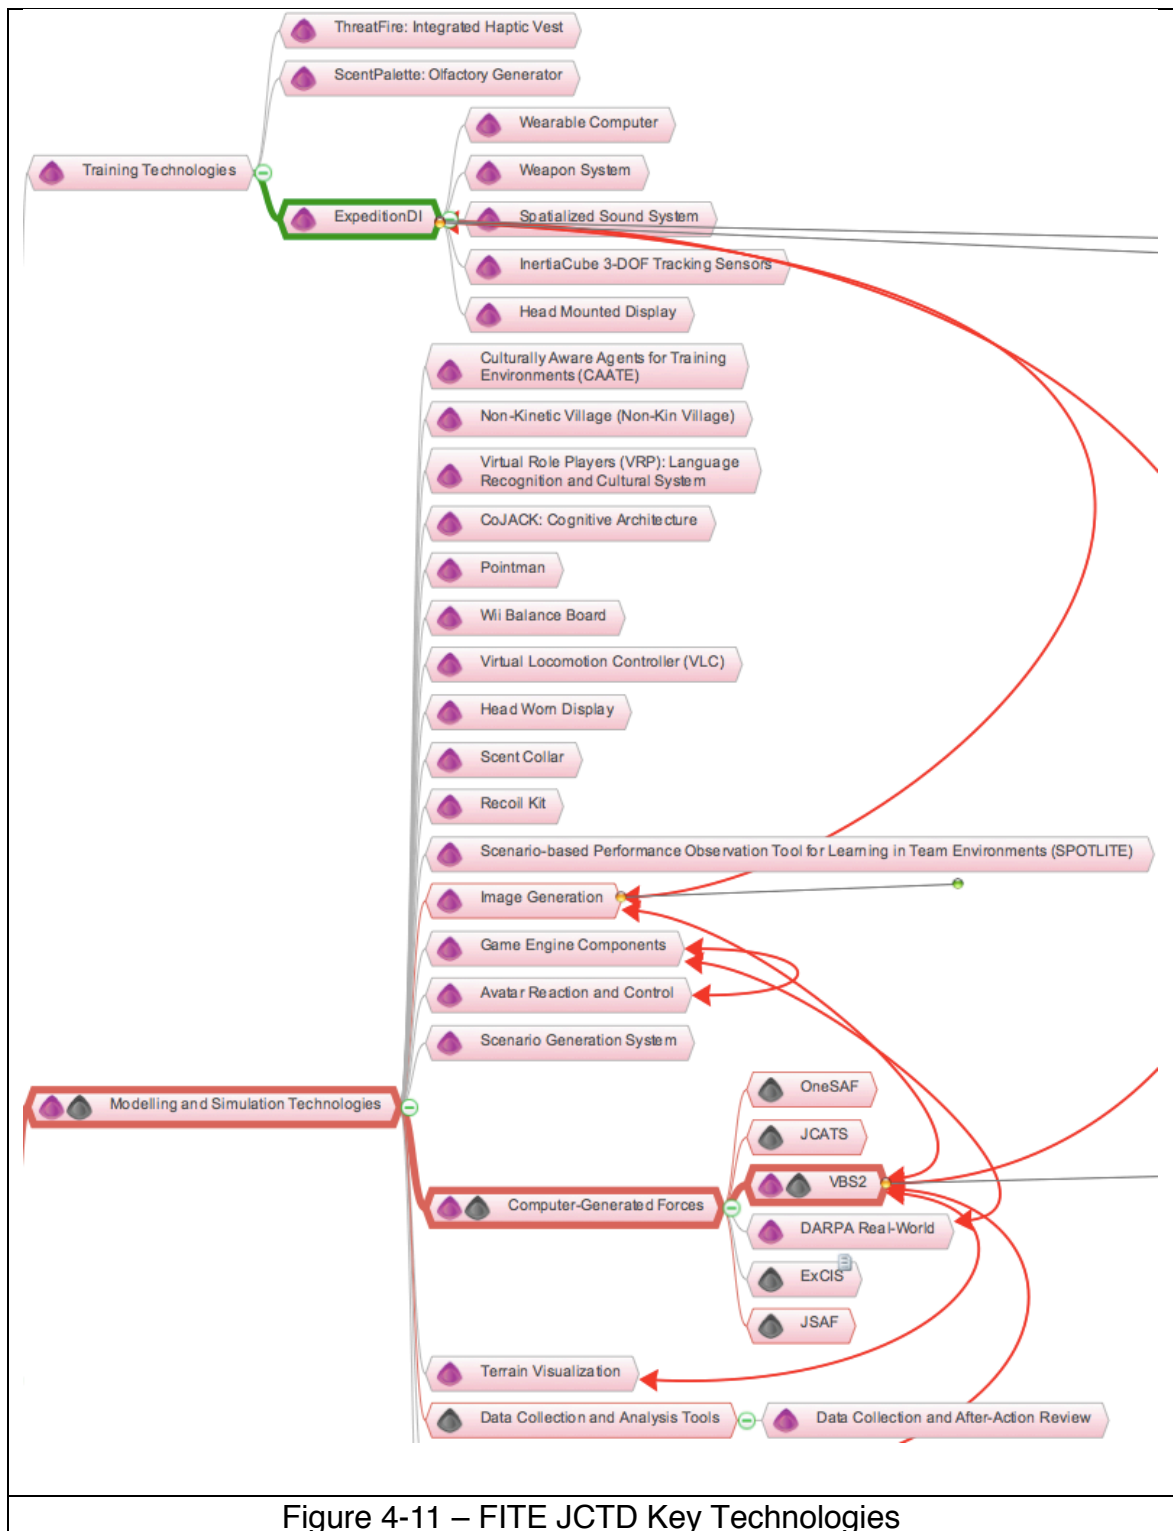 ThreatFire: Integrated Haptic Vest
ScentPalette: Olfactory Generator
Wearable Computer
Training Technologies
Weapon System
ExpeditionDI
Spatialized Sound System
InertiaCube 3-DOF Tracking Sensors
Head Mounted Display
Culturally Aware Agents for Training
Environments (CAATE)
Non-Kinetic Village (Non-Kin Village)
Virtual Role Players (VRP): Language
Recognition and Cultural System
CoJACK: Cognitive Architecture
Pointman
Wii Balance Board
Virtual Locomotion Controller (VLC)
Head Worn Display
Scent Collar
Recoil Kit
Scenario-based Performance Observation Tool for Learning in Team Environments (SPOTLITE)
Image Generation
Game Engine Components
Avatar Reaction and Control
Scenario Generation System
Modelling and Simulation Technologies
OneSAF
JCATS
VBS2
Computer-Generated Forces
DARPA Real-World
ExCIS
JSAF
Terrain Visualization
Data Collection and Analysis Tools
Data Collection and After-Action Review
Figure 4-11 – FITE JCTD Key Technologies